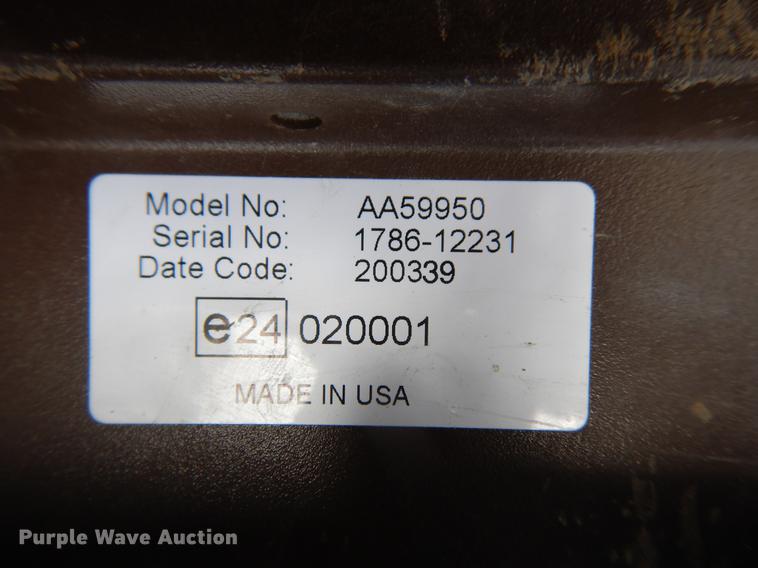 Model No: AA59950
Serial No: 1786-12231
Date Code: 200339
e24 020001
MADE IN USA
Purple Wave Auction